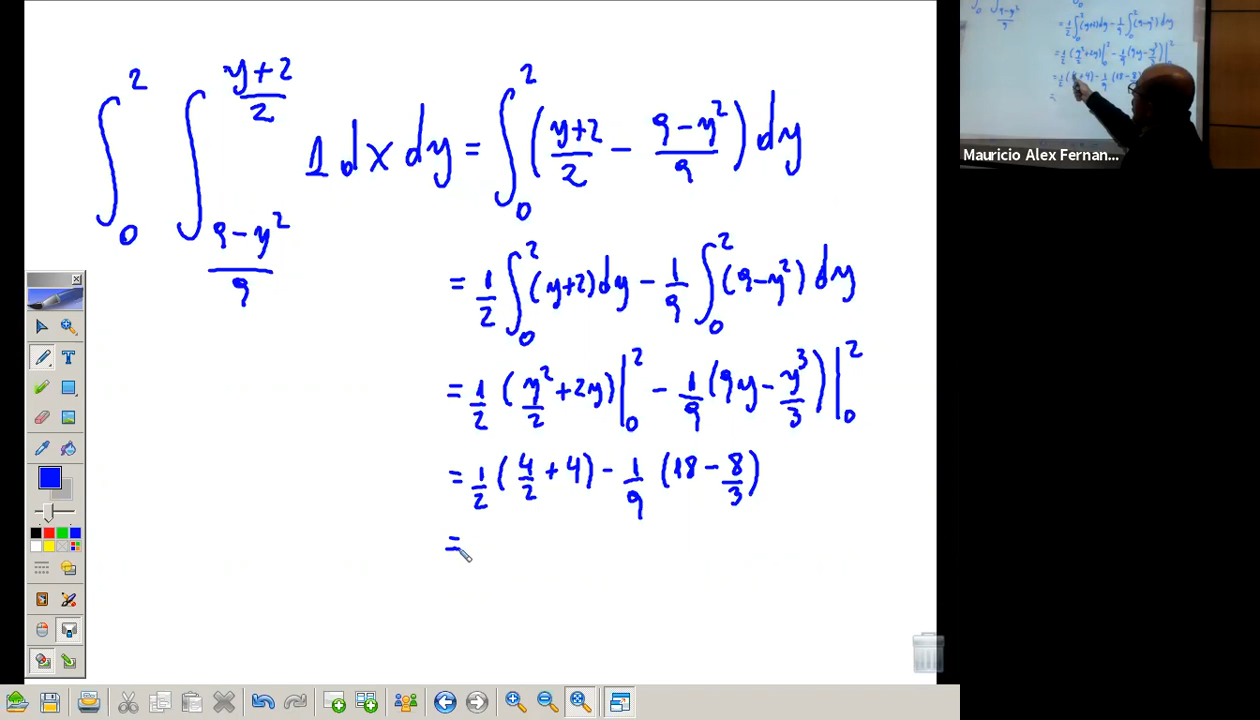 ∫₀² ∫_{(9−y²)/9}^{(y+2)/2} 1 dx dy = ∫₀² ( (y+2)/2 − (9−y²)/9 ) dy
= 1/2 ∫₀² (y+2) dy − 1/9 ∫₀² (9−y²) dy
= 1/2 ( y²/2 + 2y ) |₀² − 1/9 ( 9y − y³/3 ) |₀²
= 1/2 ( 4/2 + 4 ) − 1/9 ( 18 − 8/3 )
=
T
Mauricio Alex Fernan...